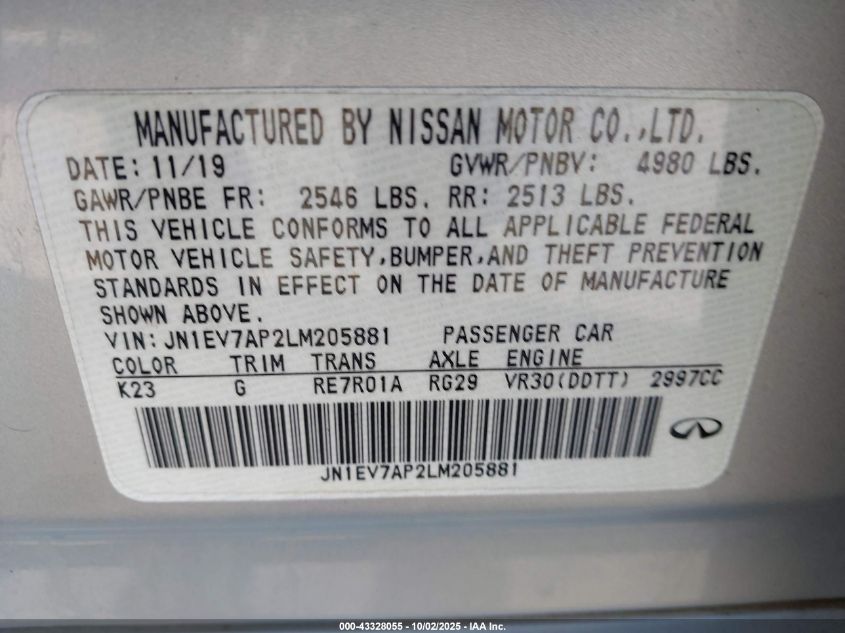 MANUFACTURED BY NISSAN MOTOR CO.,LTD.
DATE: 11/19 GVWR/PNBV: 4980 LBS.
GAWR/PNBE FR: 2546 LBS. RR: 2513 LBS.
THIS VEHICLE CONFORMS TO ALL APPLICABLE FEDERAL
MOTOR VEHICLE SAFETY,BUMPER,AND THEFT PREVENTION
STANDARDS IN EFFECT ON THE DATE OF MANUFACTURE
SHOWN ABOVE.
VIN: JN1EV7AP2LM205881 PASSENGER CAR
COLOR TRIM TRANS AXLE ENGINE
K23 G RE7R01A RG29 VR30(DDTT) 2997CC
JN1EV7AP2LM205881
000-43328055 - 10/02/2025 - IAA Inc.